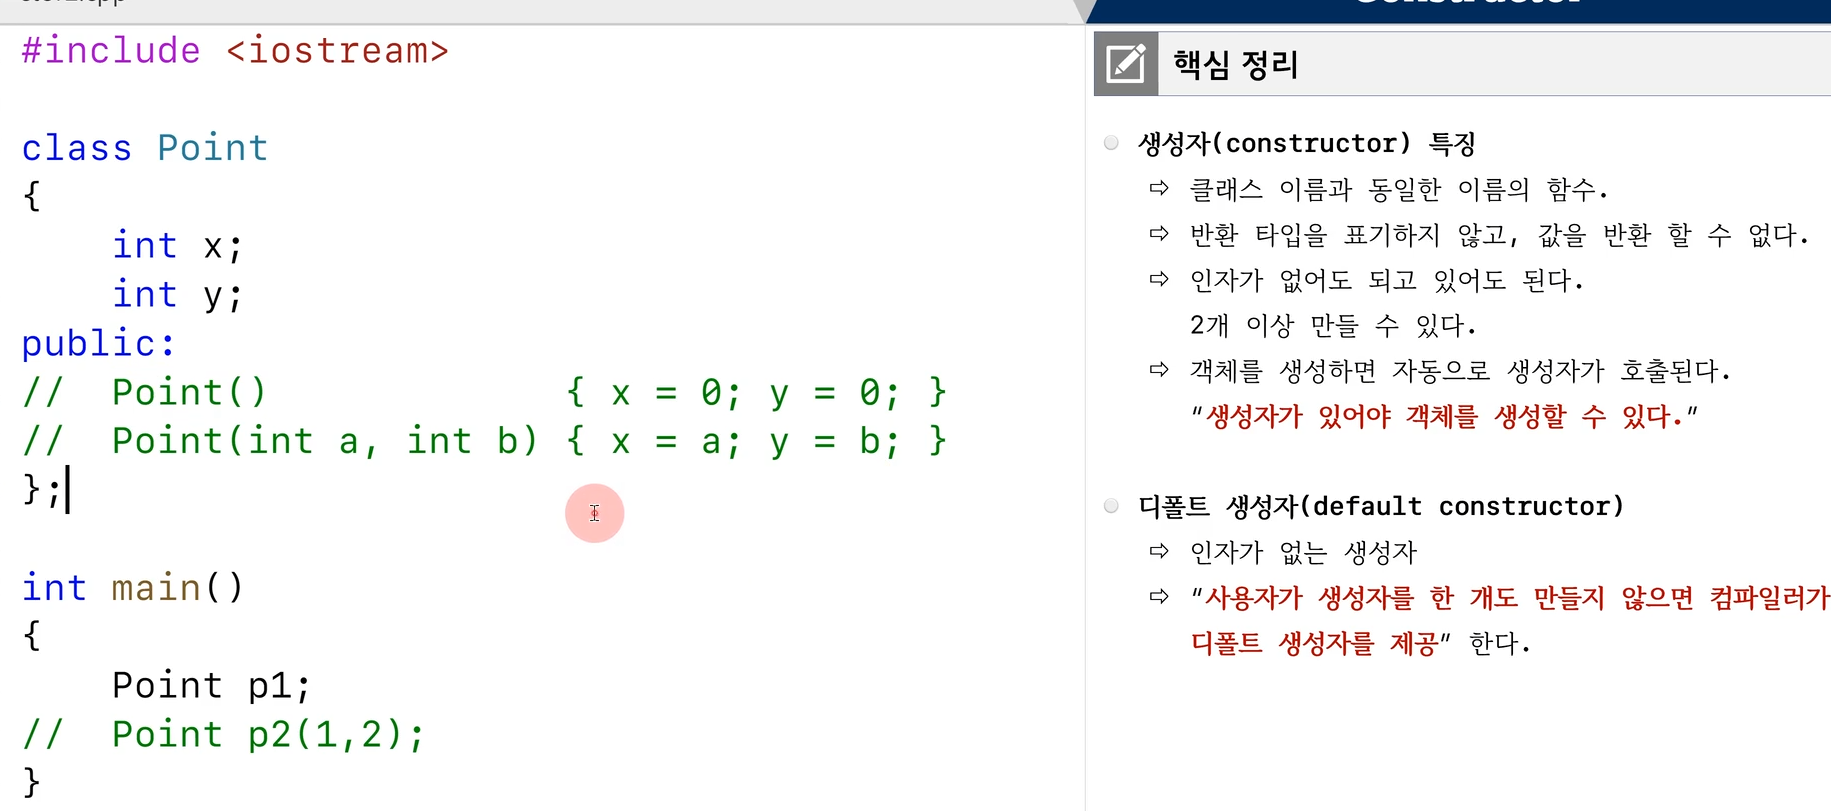 #include <iostream>
class Point
{
    int x;
    int y;
public:
//  Point()             { x = 0; y = 0; }
//  Point(int a, int b) { x = a; y = b; }
};
int main()
{
    Point p1;
//  Point p2(1,2);
}
핵심 정리
생성자(constructor) 특징
⇨ 클래스 이름과 동일한 이름의 함수.
⇨ 반환 타입을 표기하지 않고, 값을 반환 할 수 없다.
⇨ 인자가 없어도 되고 있어도 된다.
2개 이상 만들 수 있다.
⇨ 객체를 생성하면 자동으로 생성자가 호출된다.
“생성자가 있어야 객체를 생성할 수 있다.”
디폴트 생성자(default constructor)
⇨ 인자가 없는 생성자
⇨ “사용자가 생성자를 한 개도 만들지 않으면 컴파일러가
디폴트 생성자를 제공” 한다.